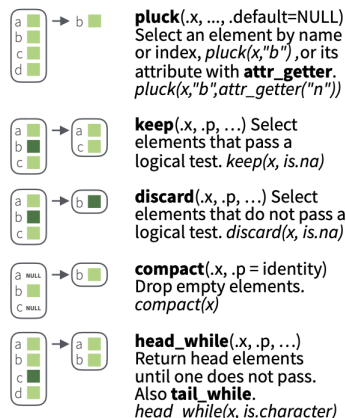 a
b
c
d
b
pluck(.x, ..., .default=NULL)
Select an element by name
or index, pluck(x,"b") ,or its
attribute with attr_getter.
pluck(x,"b",attr_getter("n"))
a
b
c
a
c
keep(.x, .p, …) Select
elements that pass a
logical test. keep(x, is.na)
a
b
c
b
discard(.x, .p, …) Select
elements that do not pass a
logical test. discard(x, is.na)
a NULL
b
c NULL
b
compact(.x, .p = identity)
Drop empty elements.
compact(x)
a
b
c
d
a
b
head_while(.x, .p, …)
Return head elements
until one does not pass.
Also tail_while.
head_while(x, is.character)